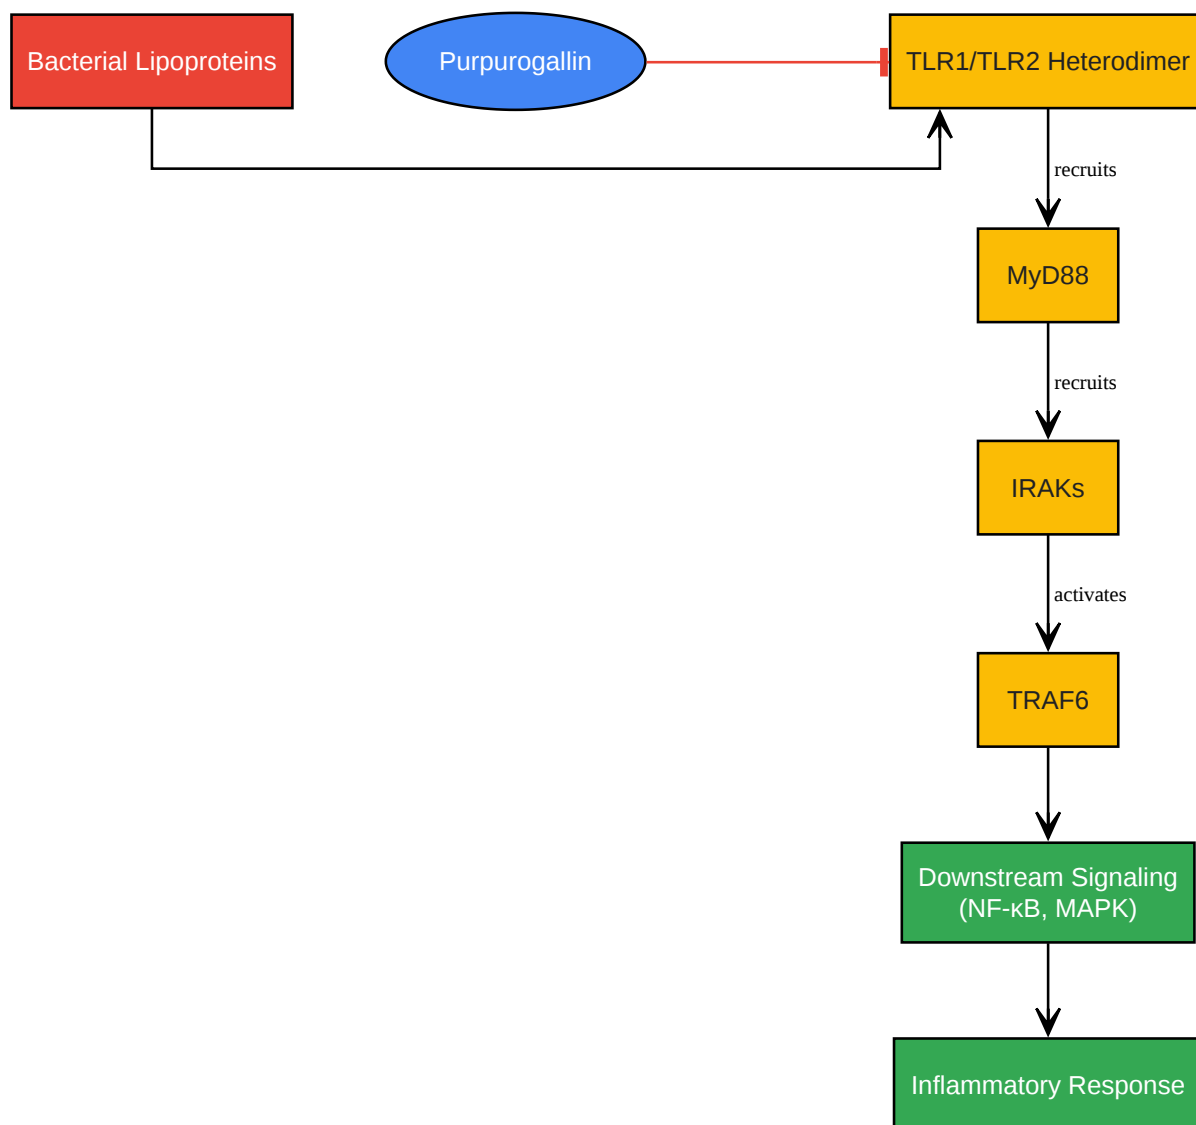 Bacterial Lipoproteins
Purpurogallin
TLR1/TLR2 Heterodimer
recruits
MyD88
recruits
IRAKs
activates
TRAF6
Downstream Signaling
(NF-κB, MAPK)
Inflammatory Response